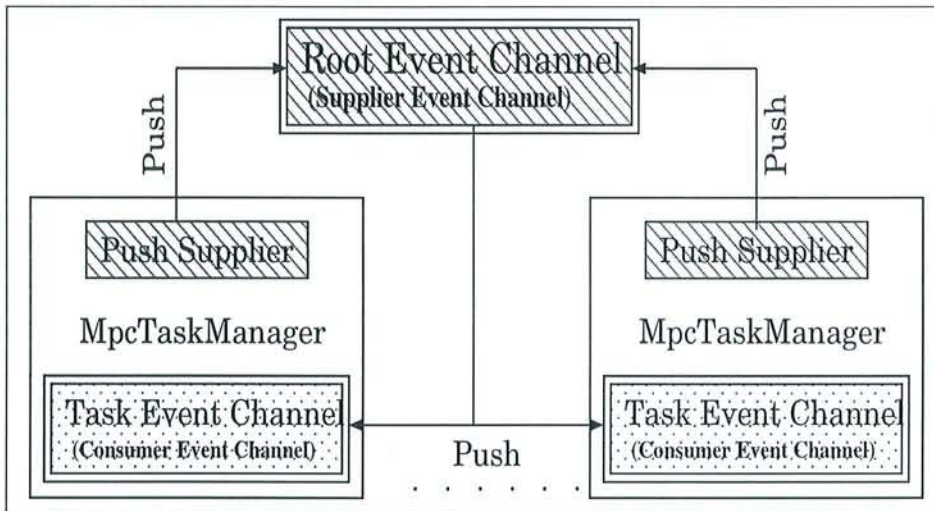 Root Event Channel
(Supplier Event Channel)
Push
Push
Push Supplier
Push Supplier
MpcTaskManager
MpcTaskManager
Task Event Channel
(Consumer Event Channel)
Task Event Channel
(Consumer Event Channel)
Push
. . . . . .